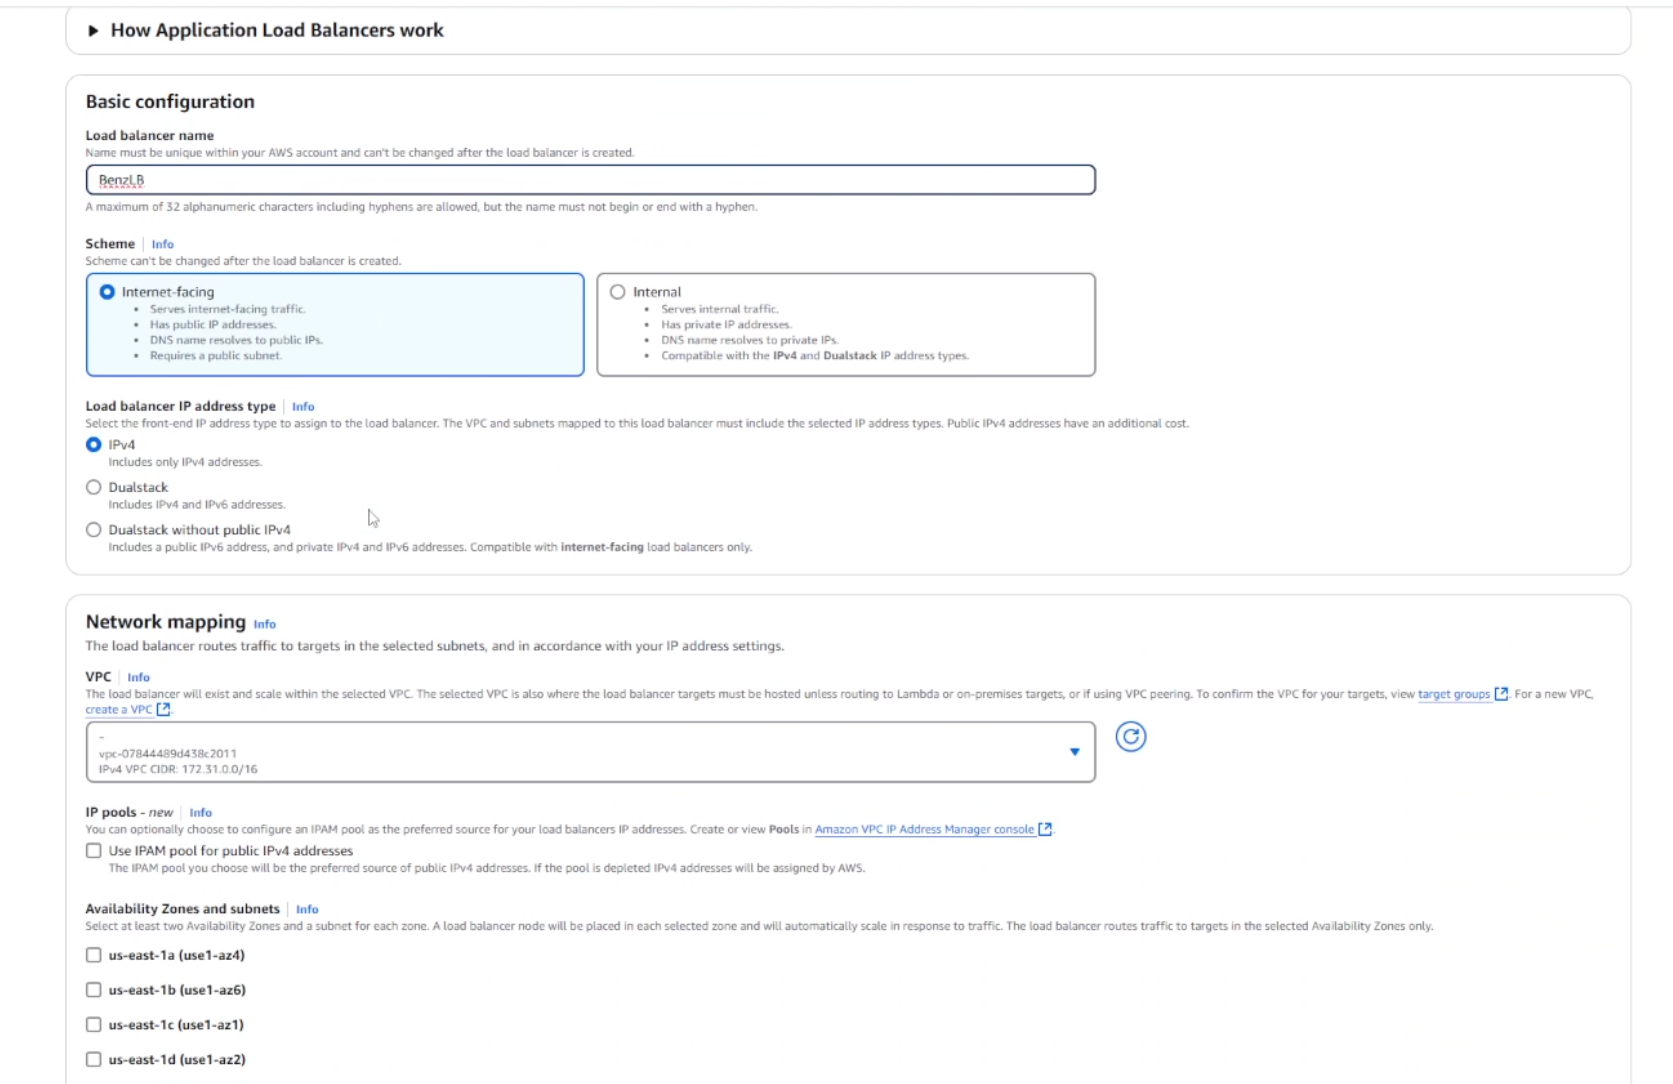 How Application Load Balancers work
Basic configuration
Load balancer name
Name must be unique within your AWS account and can't be changed after the load balancer is created.
BenzLB
A maximum of 32 alphanumeric characters including hyphens are allowed, but the name must not begin or end with a hyphen.
Scheme Info
Scheme can't be changed after the load balancer is created.
Internet-facing
• Serves internet-facing traffic.
• Has public IP addresses.
• DNS name resolves to public IPs.
• Requires a public subnet.
Internal
• Serves internal traffic.
• Has private IP addresses.
• DNS name resolves to private IPs.
• Compatible with the IPv4 and Dualstack IP address types.
Load balancer IP address type Info
Select the front-end IP address type to assign to the load balancer. The VPC and subnets mapped to this load balancer must include the selected IP address types. Public IPv4 addresses have an additional cost.
IPv4
Includes only IPv4 addresses.
Dualstack
Includes IPv4 and IPv6 addresses.
Dualstack without public IPv4
Includes a public IPv6 address, and private IPv4 and IPv6 addresses. Compatible with internet-facing load balancers only.
Network mapping Info
The load balancer routes traffic to targets in the selected subnets, and in accordance with your IP address settings.
VPC Info
The load balancer will exist and scale within the selected VPC. The selected VPC is also where the load balancer targets must be hosted unless routing to Lambda or on-premises targets, or if using VPC peering. To confirm the VPC for your targets, view target groups. For a new VPC,
create a VPC.
-
vpc-07844489d438c2011
IPv4 VPC CIDR: 172.31.0.0/16
IP pools - new Info
You can optionally choose to configure an IPAM pool as the preferred source for your load balancers IP addresses. Create or view Pools in Amazon VPC IP Address Manager console.
Use IPAM pool for public IPv4 addresses
The IPAM pool you choose will be the preferred source of public IPv4 addresses. If the pool is depleted IPv4 addresses will be assigned by AWS.
Availability Zones and subnets Info
Select at least two Availability Zones and a subnet for each zone. A load balancer node will be placed in each selected zone and will automatically scale in response to traffic. The load balancer routes traffic to targets in the selected Availability Zones only.
us-east-1a (use1-az4)
us-east-1b (use1-az6)
us-east-1c (use1-az1)
us-east-1d (use1-az2)